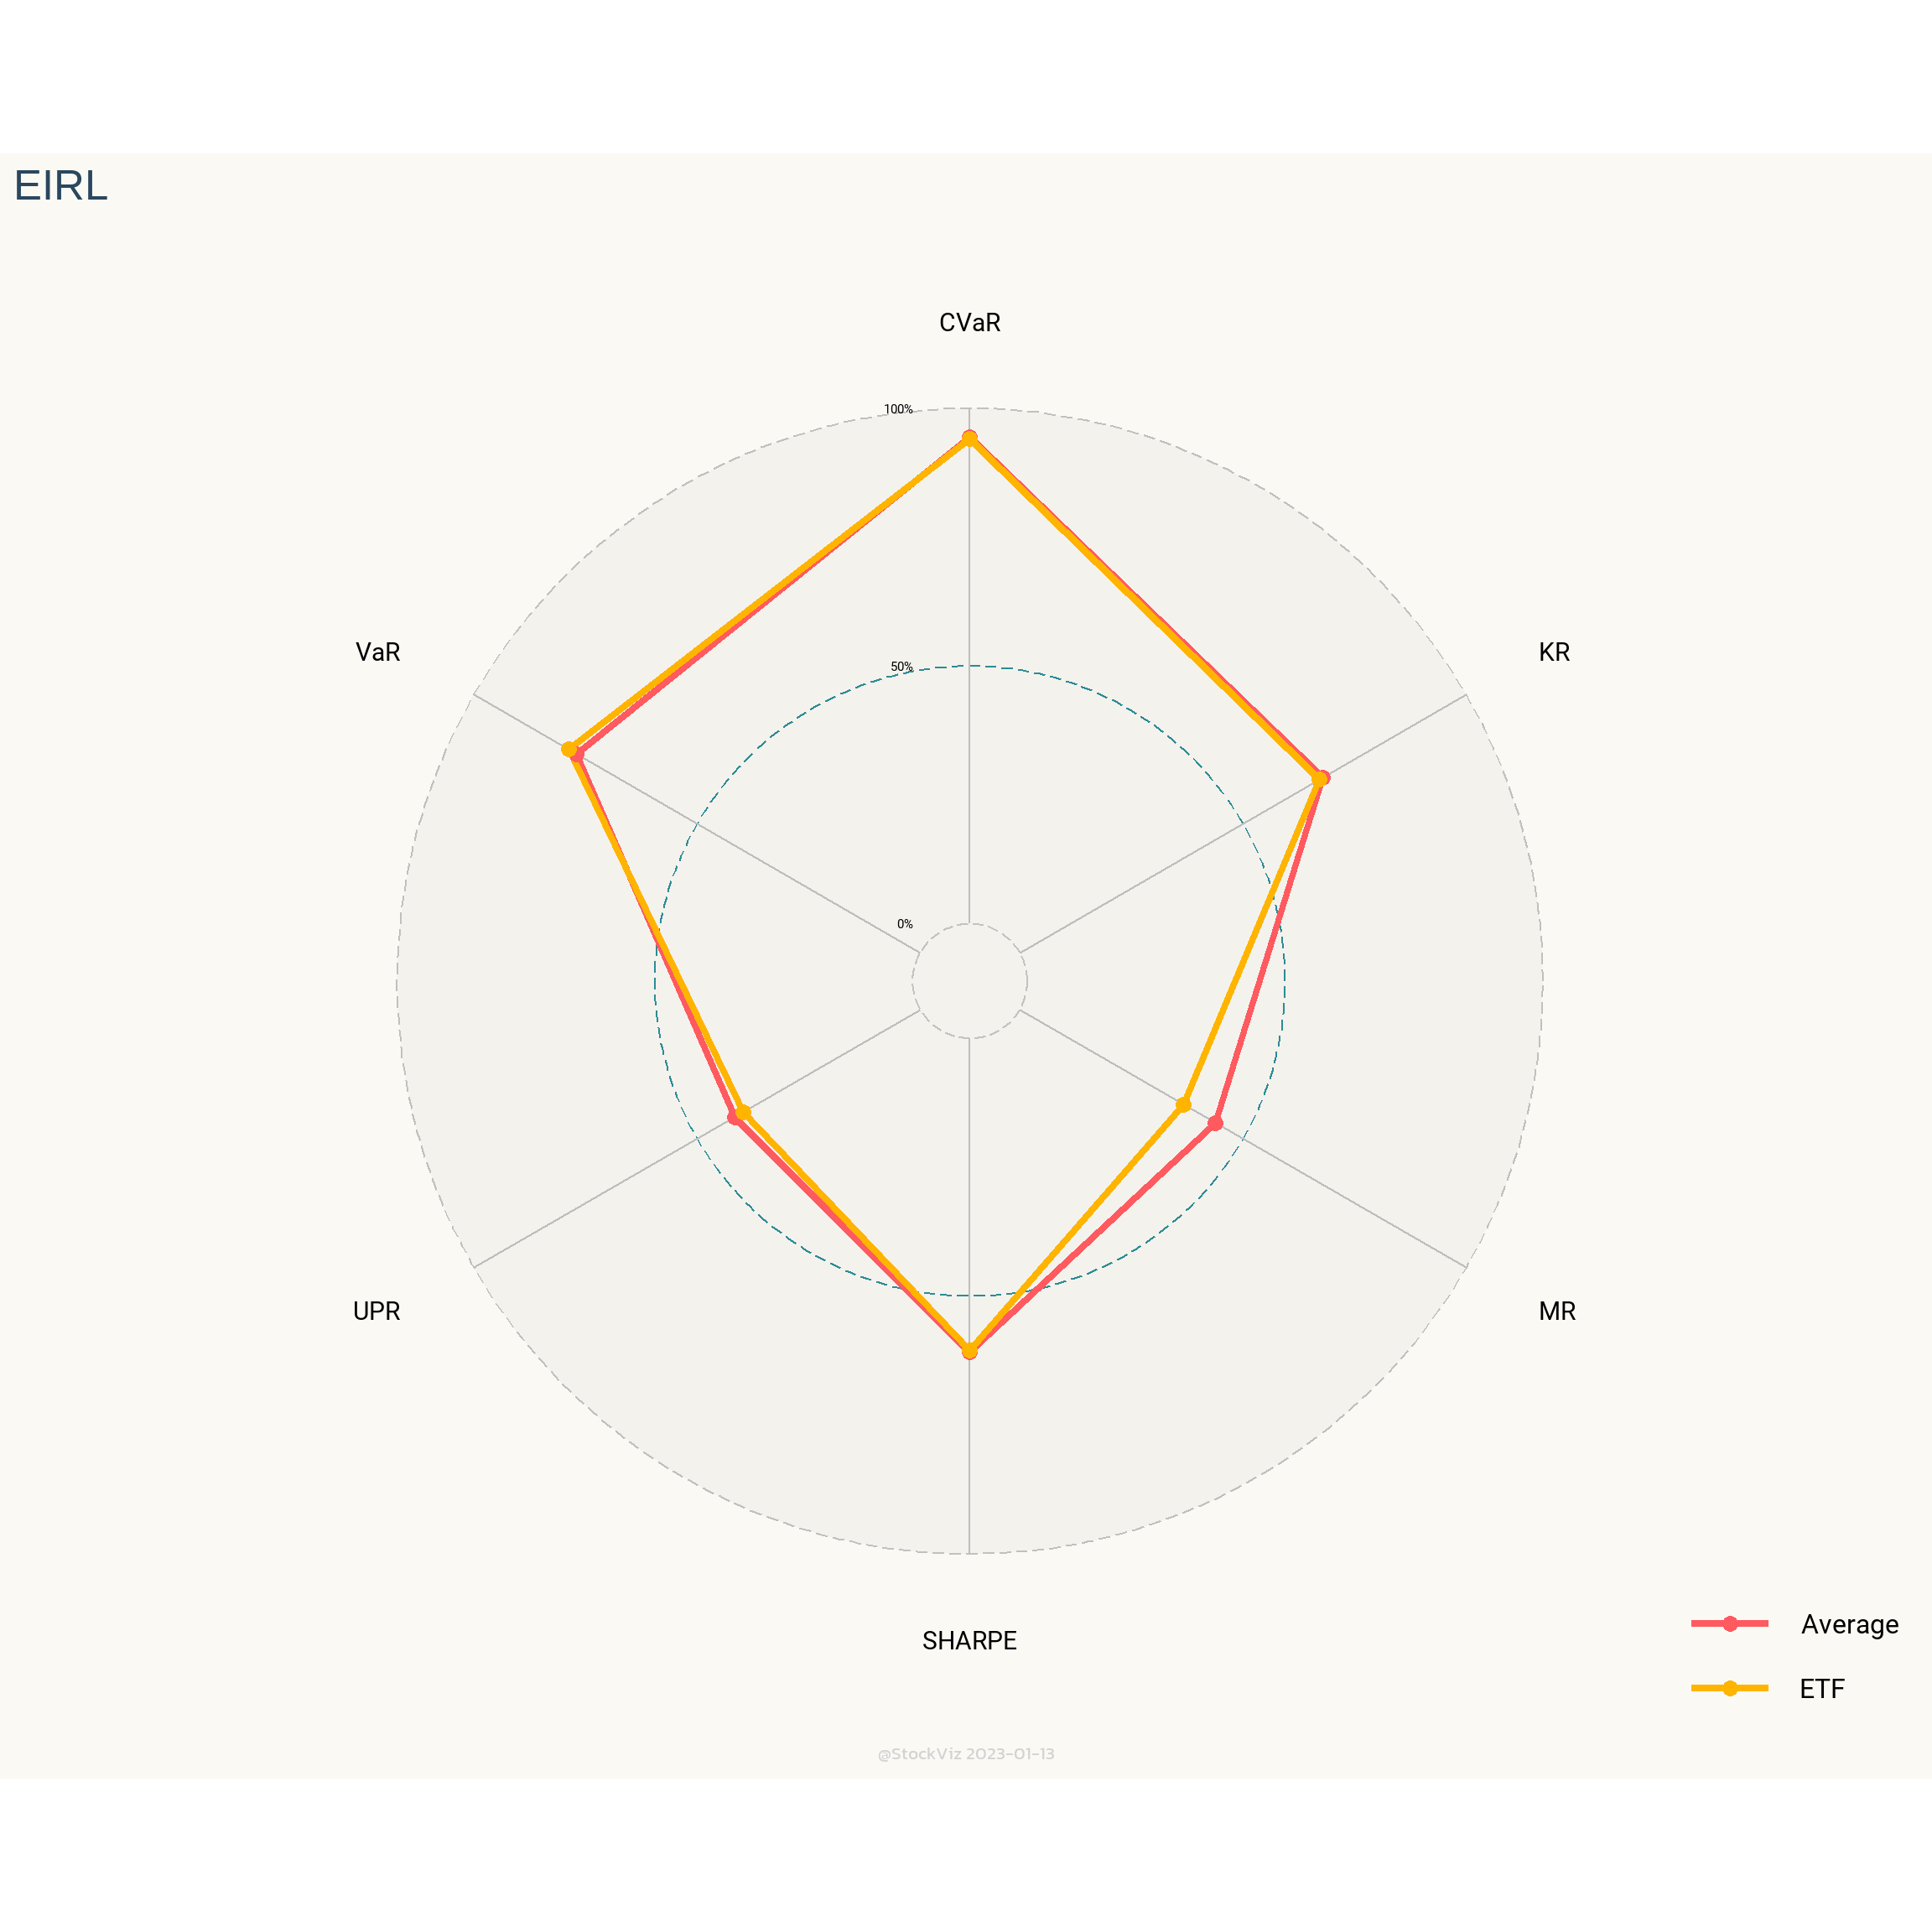 EIRL
CVaR
100%
VaR
KR
50%
0%
UPR
MR
SHARPE
Average
ETF
@StockViz 2023-01-13